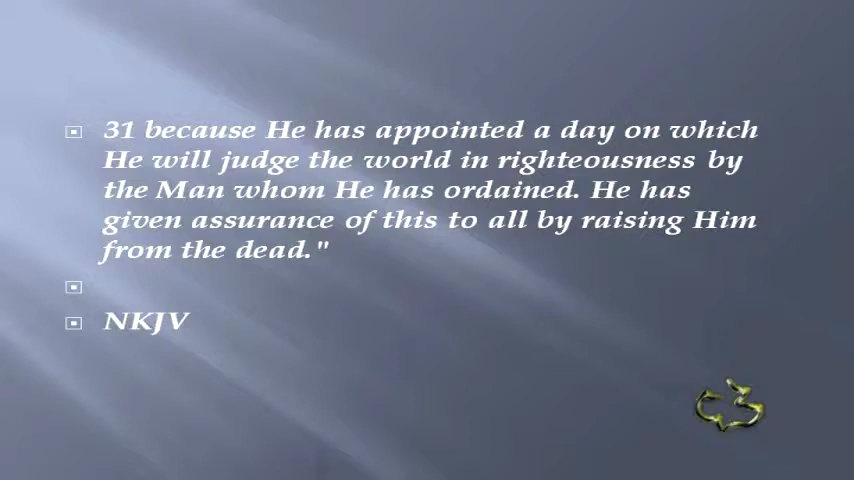 31 because He has appointed a day on which
He will judge the world in righteousness by
the Man whom He has ordained. He has
given assurance of this to all by raising Him
from the dead."
NKJV
C3